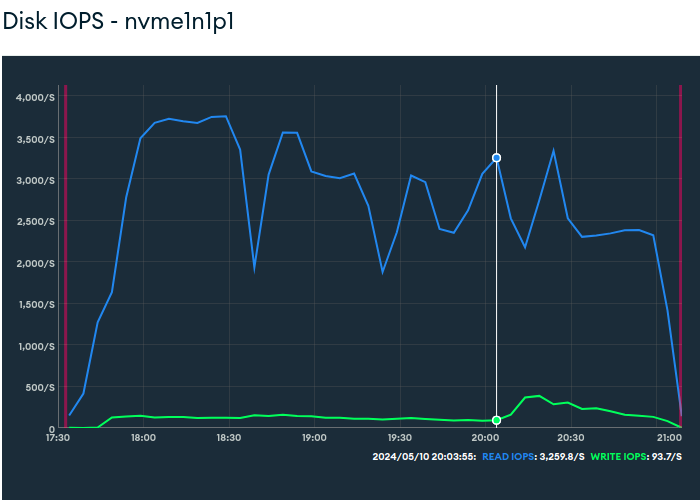 Disk IOPS - nvme1n1p1
4,000/S
3,500/S
3,000/S
2,500/S
2,000/S
1,500/S
1,000/S
500/S
0
17:30 18:00 18:30 19:00 19:30 20:00 20:30 21:00
2024/05/10 20:03:55: READ IOPS: 3,259.8/S WRITE IOPS: 93.7/S